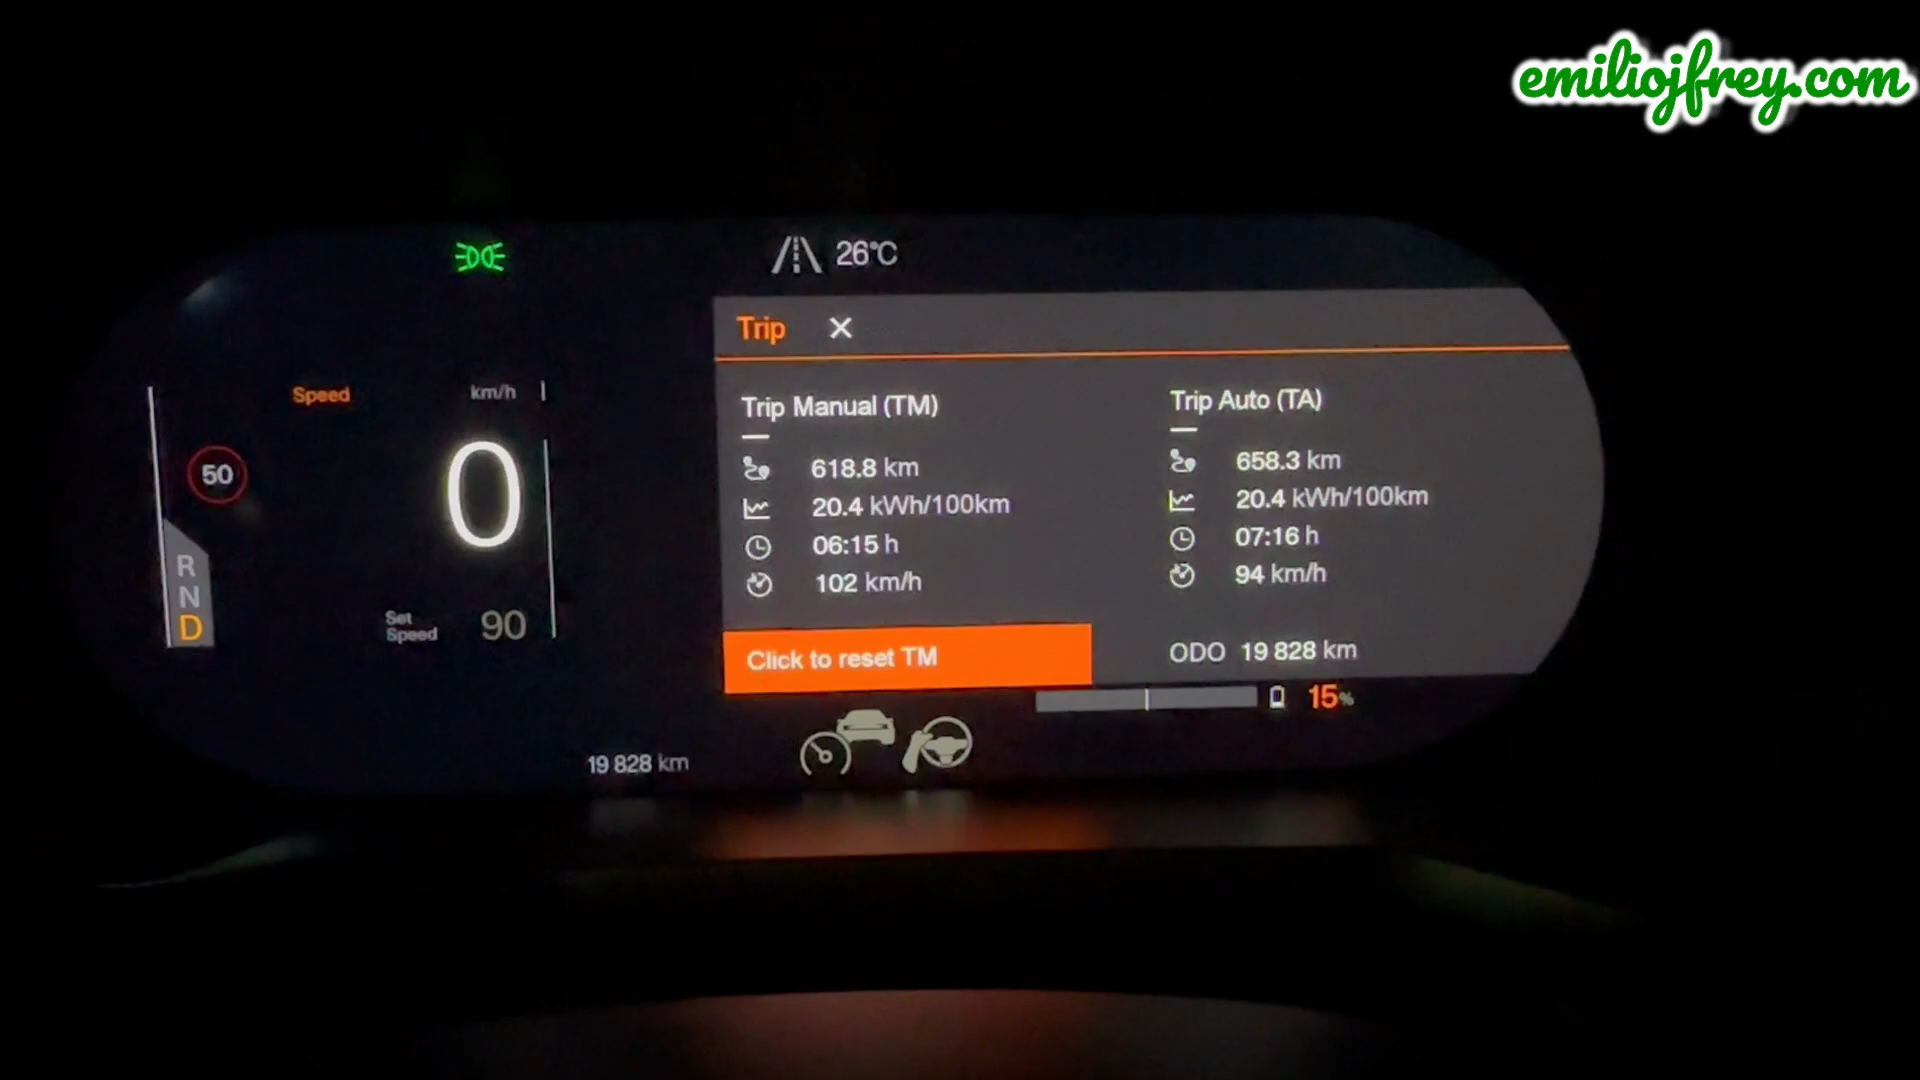 emiliojfrey.com
26°C
Trip ✕
Speed km/h
Trip Manual (TM)
Trip Auto (TA)
50
0
618.8 km
658.3 km
20.4 kWh/100km
20.4 kWh/100km
R
N
D
06:15 h
07:16 h
102 km/h
94 km/h
Set
Speed
90
Click to reset TM
ODO 19 828 km
15%
19 828 km